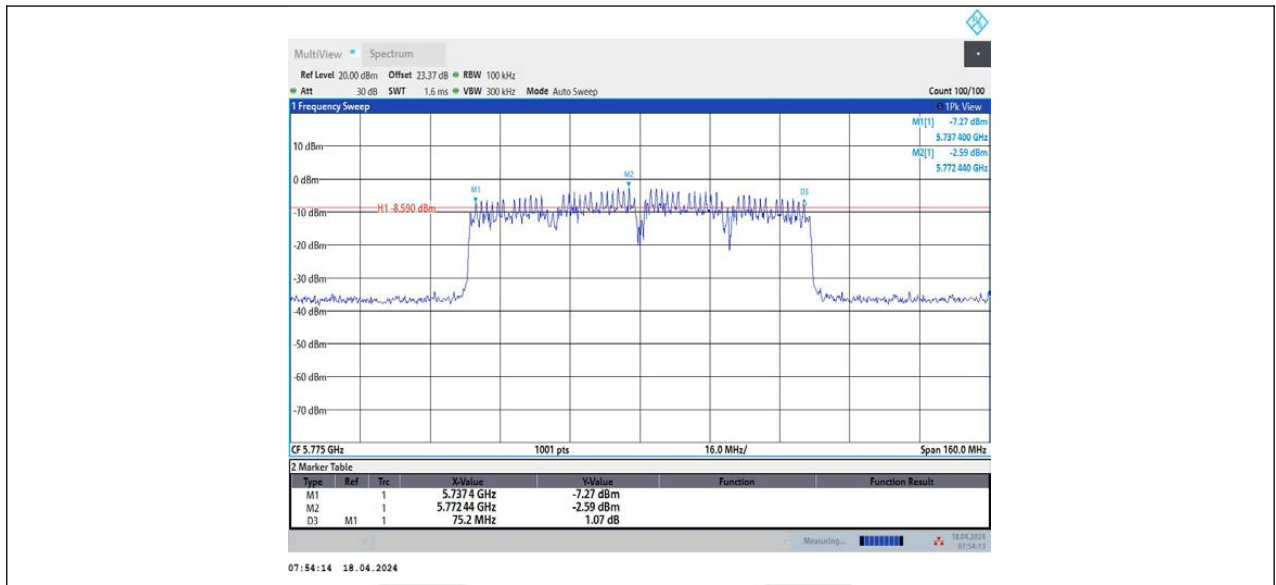 MultiView Spectrum
Ref Level 20.00 dBm Offset 23.37 dB RBW 100 kHz
Att 30 dB SWT 1.6 ms VBW 300 kHz Mode Auto Sweep Count 100/100
1 Frequency Sweep 1Pk View
M1[1] -7.27 dBm
5.737 400 GHz
10 dBm
M2[1] -2.59 dBm
5.772 440 GHz
M2
0 dBm
M1 D3
H1 -8.590 dBm
-10 dBm
-20 dBm
-30 dBm
-40 dBm
-50 dBm
-60 dBm
-70 dBm
CF 5.775 GHz 1001 pts 16.0 MHz/ Span 160.0 MHz
2 Marker Table
Type Ref Trc X-Value Y-Value Function Function Result
M1 1 5.737 4 GHz -7.27 dBm
M2 1 5.772 44 GHz -2.59 dBm
D3 M1 1 75.2 MHz 1.07 dB
Measuring... 18.04.2024
07:54:13
07:54:14 18.04.2024